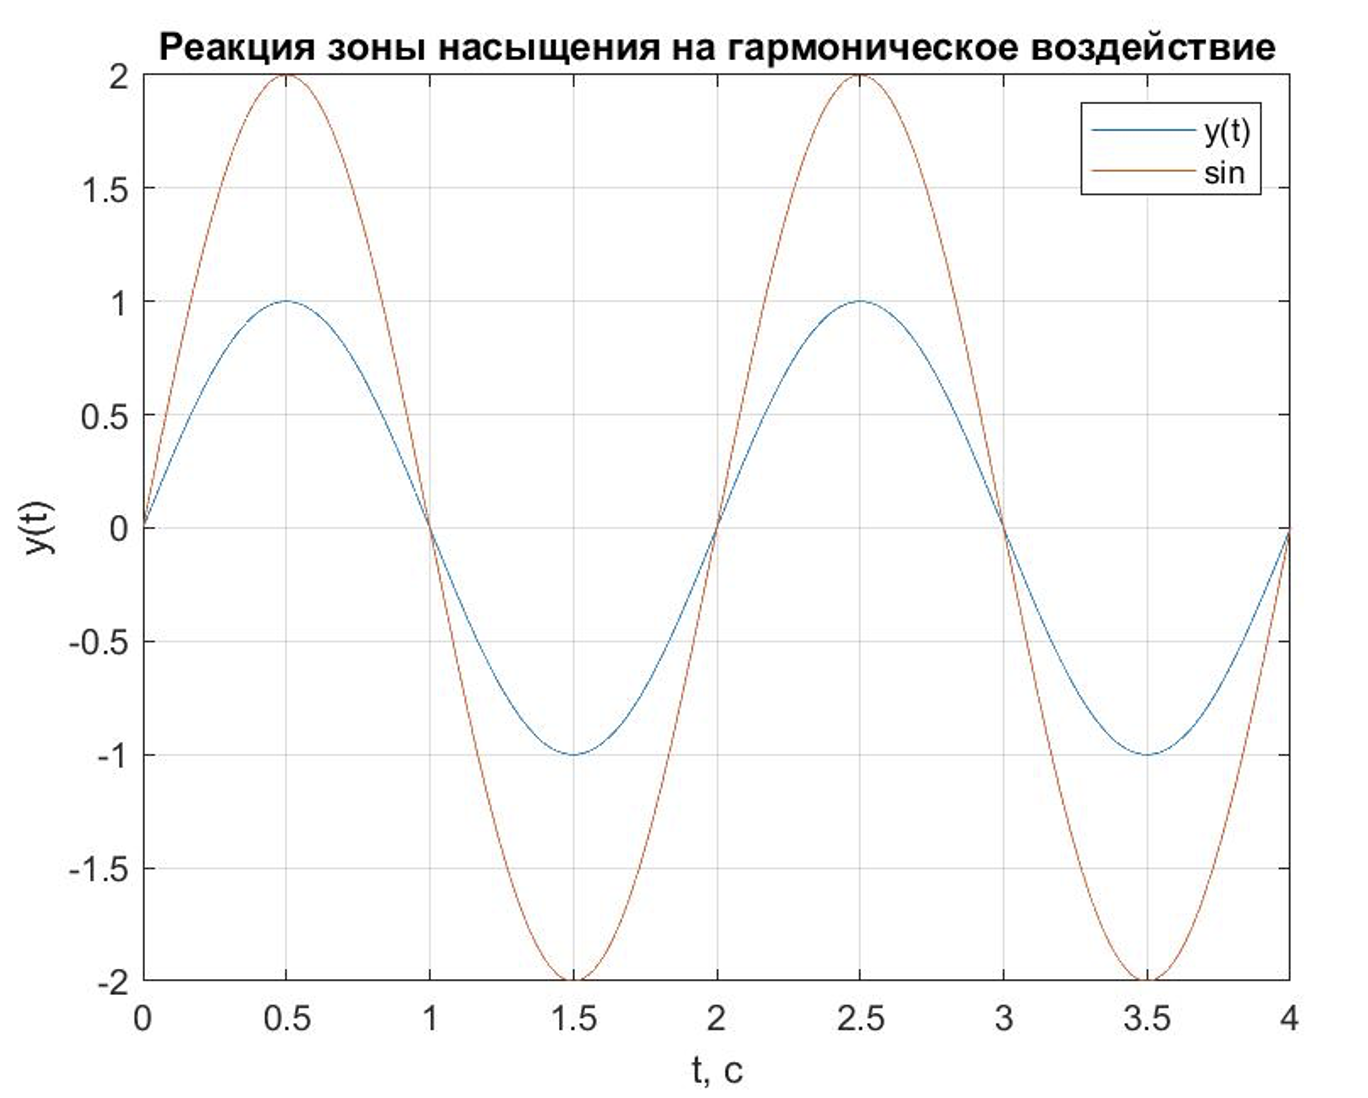 Реакция зоны насыщения на гармоническое воздействие
y(t)
sin
2
1.5
1
0.5
0
-0.5
-1
-1.5
-2
y(t)
0 0.5 1 1.5 2 2.5 3 3.5 4
t, c